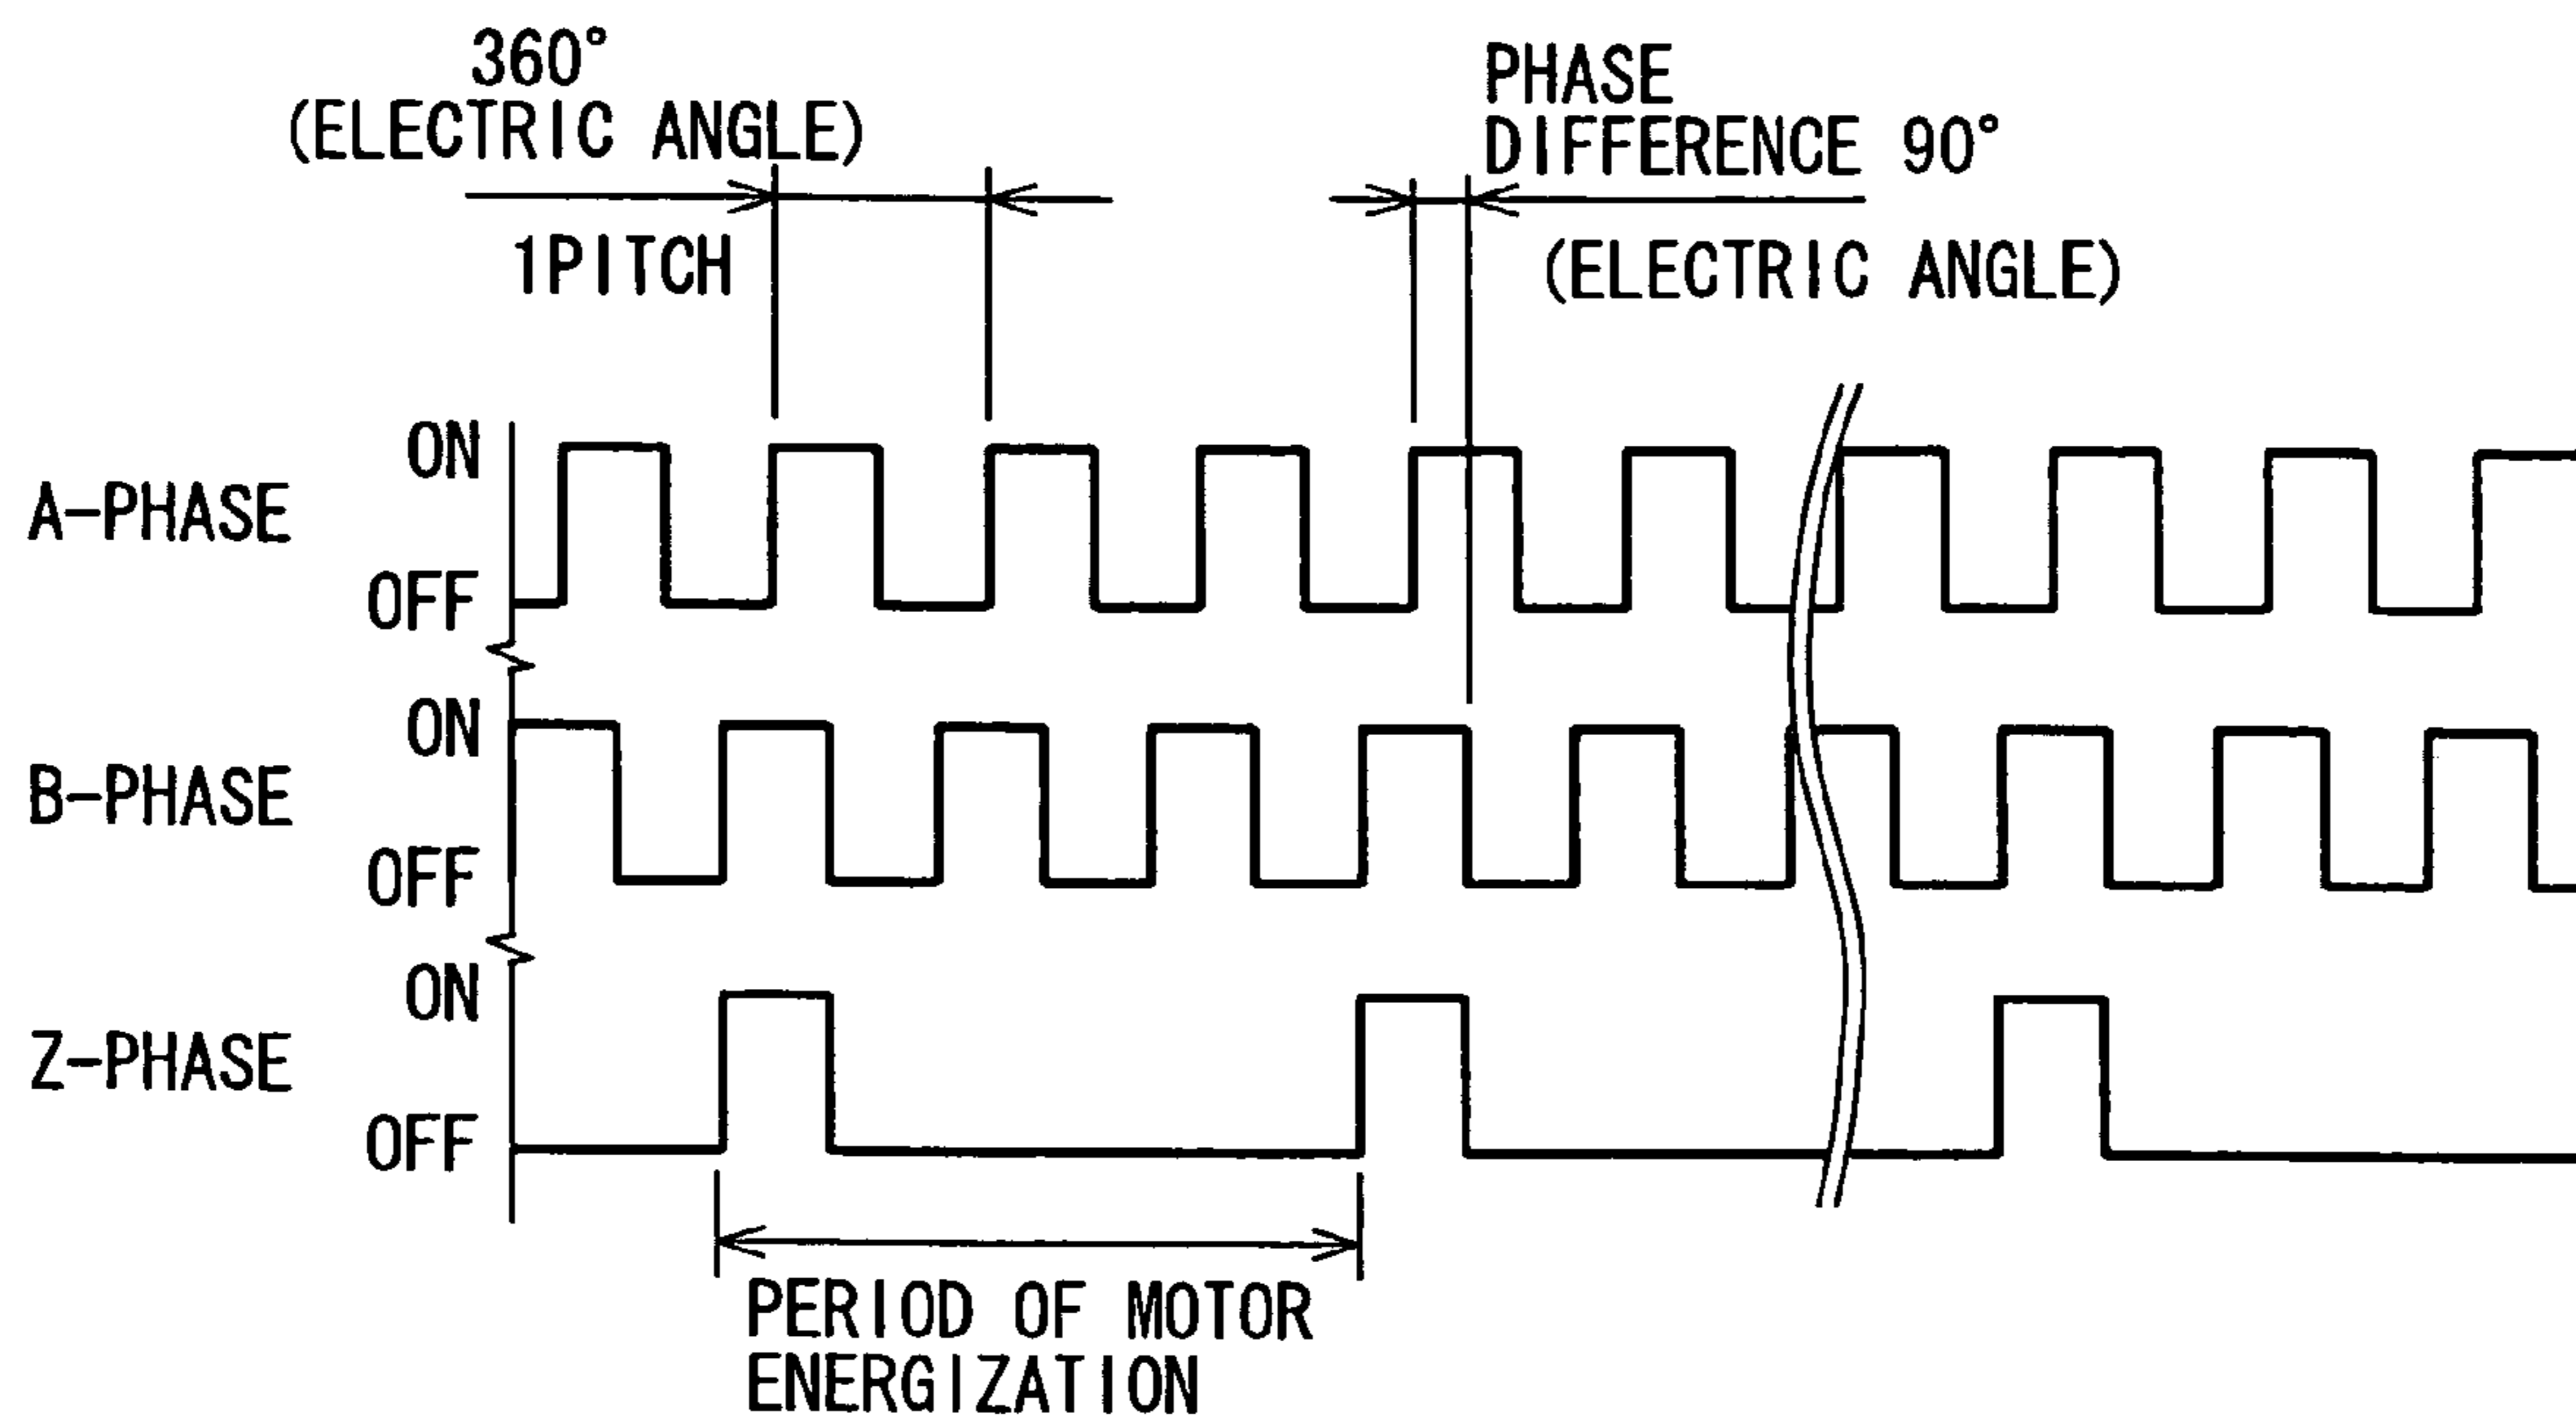 360°
(ELECTRIC ANGLE)
1PITCH
PHASE
DIFFERENCE 90°
(ELECTRIC ANGLE)
ON
A-PHASE
OFF
ON
B-PHASE
OFF
ON
Z-PHASE
OFF
PERIOD OF MOTOR
ENERGIZATION